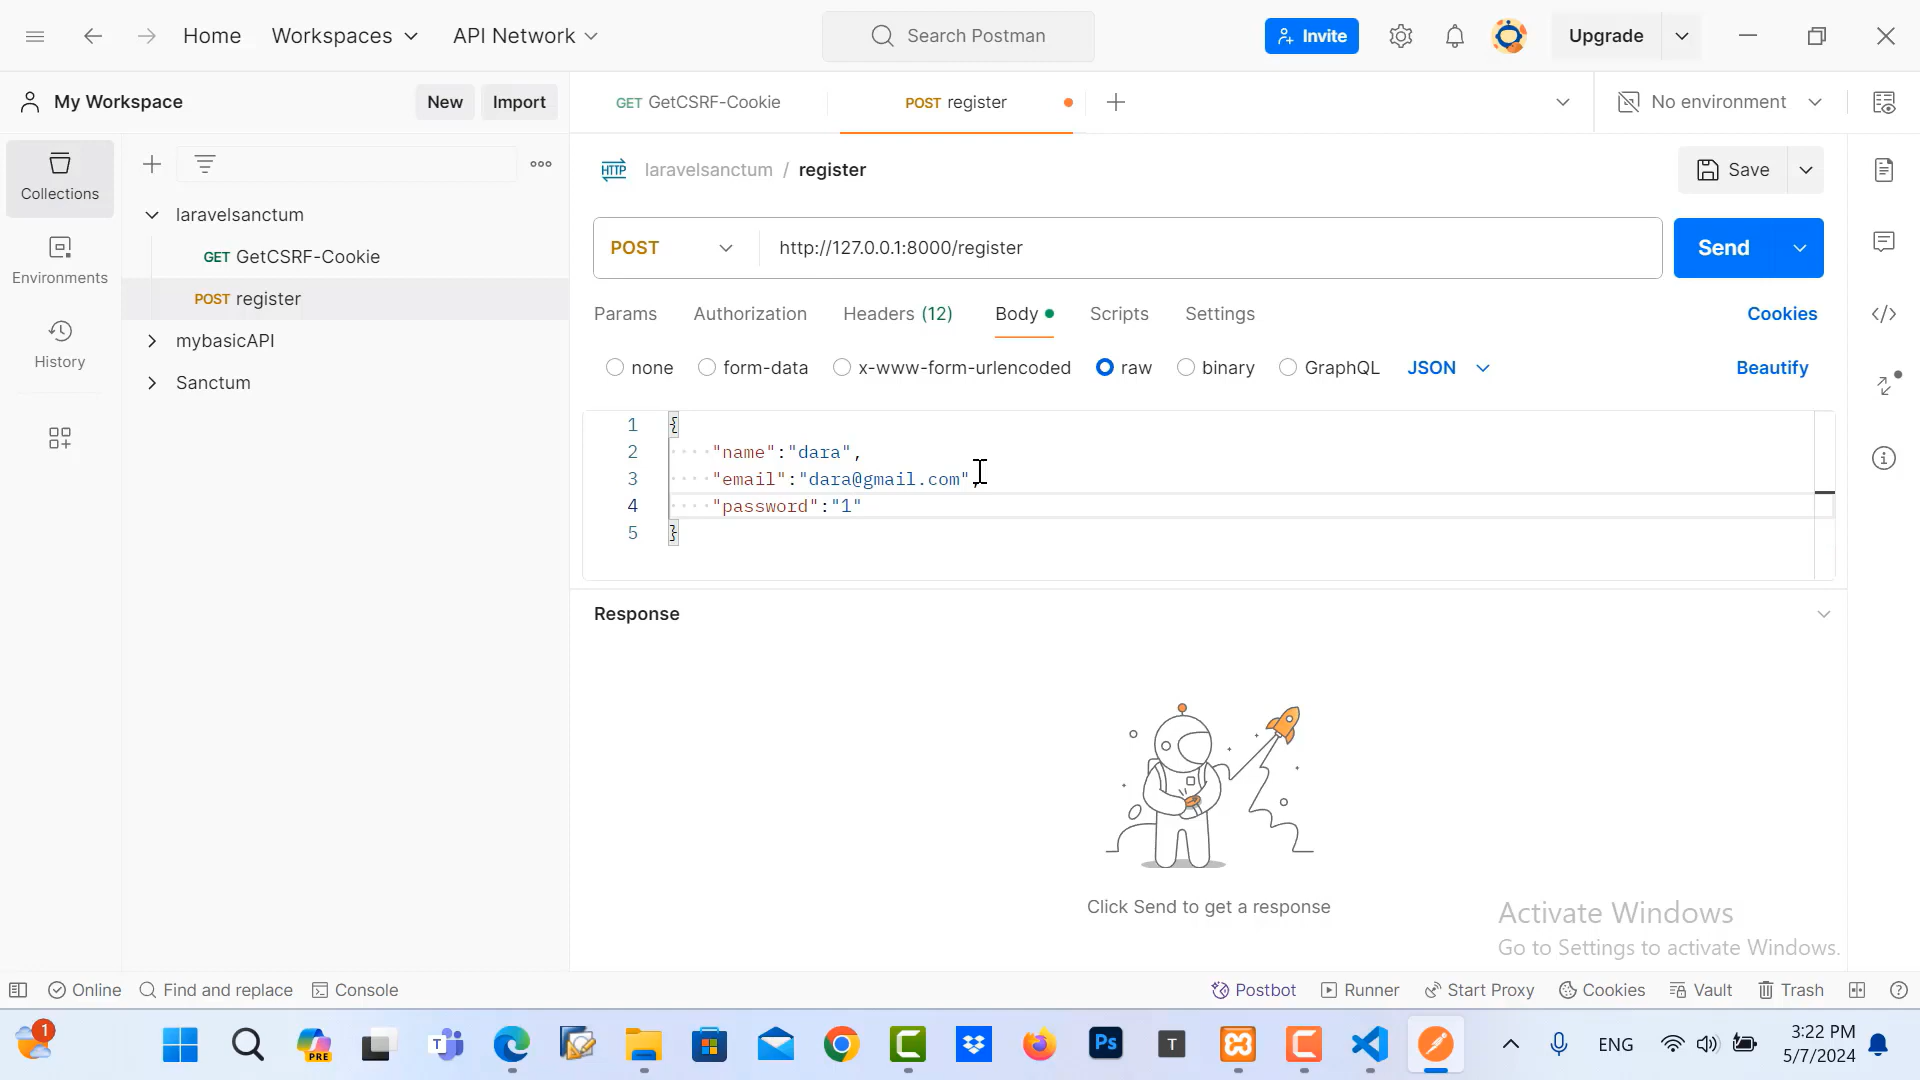 Home
Workspaces
API Network
Search Postman
Invite
Upgrade
My Workspace
New
Import
GET GetCSRF-Cookie
POST register
No environment
Collections
Environments
History
laravelsanctum
GET GetCSRF-Cookie
POST register
mybasicAPI
Sanctum
HTTP laravelsanctum / register
Save
POST
http://127.0.0.1:8000/register
Send
Params
Authorization
Headers (12)
Body
Scripts
Settings
Cookies
none
form-data
x-www-form-urlencoded
raw
binary
GraphQL
JSON
Beautify
1 {
2 "name":"dara",
3 "email":"dara@gmail.com",
4 "password":"1"
5 }
Response
Click Send to get a response
Activate Windows
Go to Settings to activate Windows.
Online
Find and replace
Console
Postbot
Runner
Start Proxy
Cookies
Vault
Trash
1
PRE
T
Ps
T
ENG
3:22 PM
5/7/2024